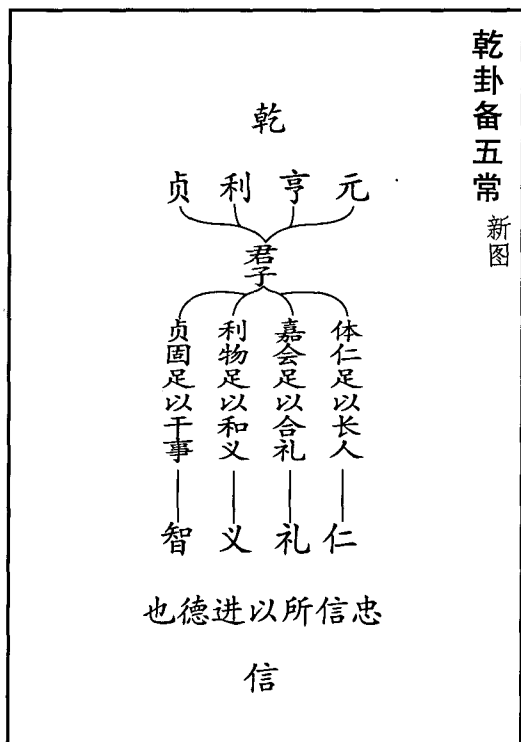 乾卦备五常
新图
乾
元亨利贞
君子
体仁足以长人
嘉会足以合礼
利物足以和义
贞固足以干事
仁礼义智
忠信所以进德也
信